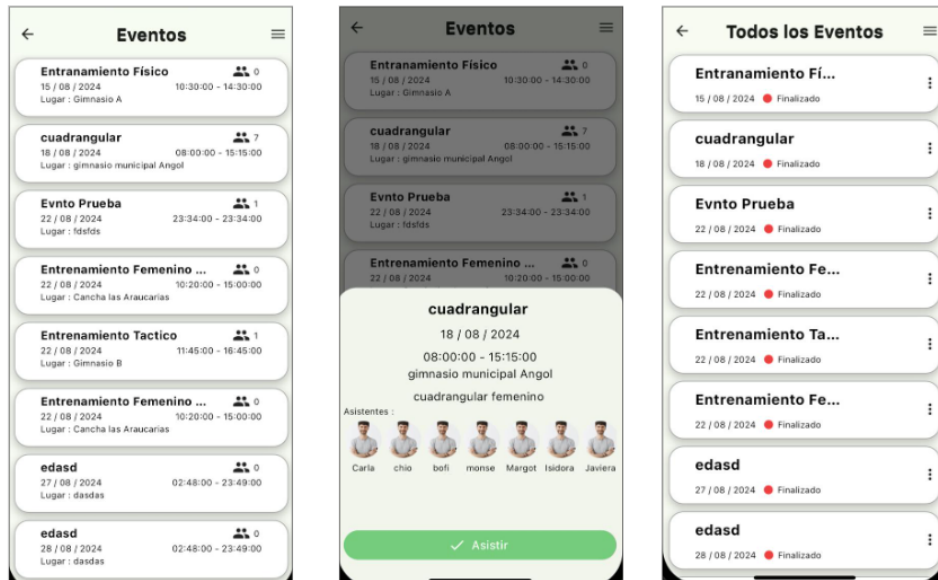 Eventos
Entranamiento Físico 0
15 / 08 / 2024 10:30:00 - 14:30:00
Lugar : Gimnasio A
cuadrangular 7
18 / 08 / 2024 08:00:00 - 15:15:00
Lugar : gimnasio municipal Angol
Evnto Prueba 1
22 / 08 / 2024 23:34:00 - 23:34:00
Lugar : fdsfds
Entrenamiento Femenino ... 0
22 / 08 / 2024 10:20:00 - 15:00:00
Lugar : Cancha las Araucarias
Entrenamiento Tactico 1
22 / 08 / 2024 11:45:00 - 16:45:00
Lugar : Gimnasio B
Entrenamiento Femenino ... 0
22 / 08 / 2024 10:20:00 - 15:00:00
Lugar : Cancha las Araucarias
edasd 0
27 / 08 / 2024 02:48:00 - 23:49:00
Lugar : dasdas
edasd 0
28 / 08 / 2024 02:48:00 - 23:49:00
Lugar : dasdas
Eventos
Entranamiento Físico 0
15 / 08 / 2024 10:30:00 - 14:30:00
Lugar : Gimnasio A
cuadrangular 7
18 / 08 / 2024 08:00:00 - 15:15:00
Lugar : gimnasio municipal Angol
Evnto Prueba 1
22 / 08 / 2024 23:34:00 - 23:34:00
Lugar : fdsfds
Entrenamiento Femenino ... 0
22 / 08 / 2024 10:20:00 - 15:00:00
cuadrangular
18 / 08 / 2024
08:00:00 - 15:15:00
gimnasio municipal Angol
cuadrangular femenino
Asistentes :
Carla chio bofi monse Margot Isidora Javiera
Asistir
Todos los Eventos
Entranamiento Fí...
15 / 08 / 2024 Finalizado
cuadrangular
18 / 08 / 2024 Finalizado
Evnto Prueba
22 / 08 / 2024 Finalizado
Entrenamiento Fe...
22 / 08 / 2024 Finalizado
Entrenamiento Ta...
22 / 08 / 2024 Finalizado
Entrenamiento Fe...
22 / 08 / 2024 Finalizado
edasd
27 / 08 / 2024 Finalizado
edasd
28 / 08 / 2024 Finalizado